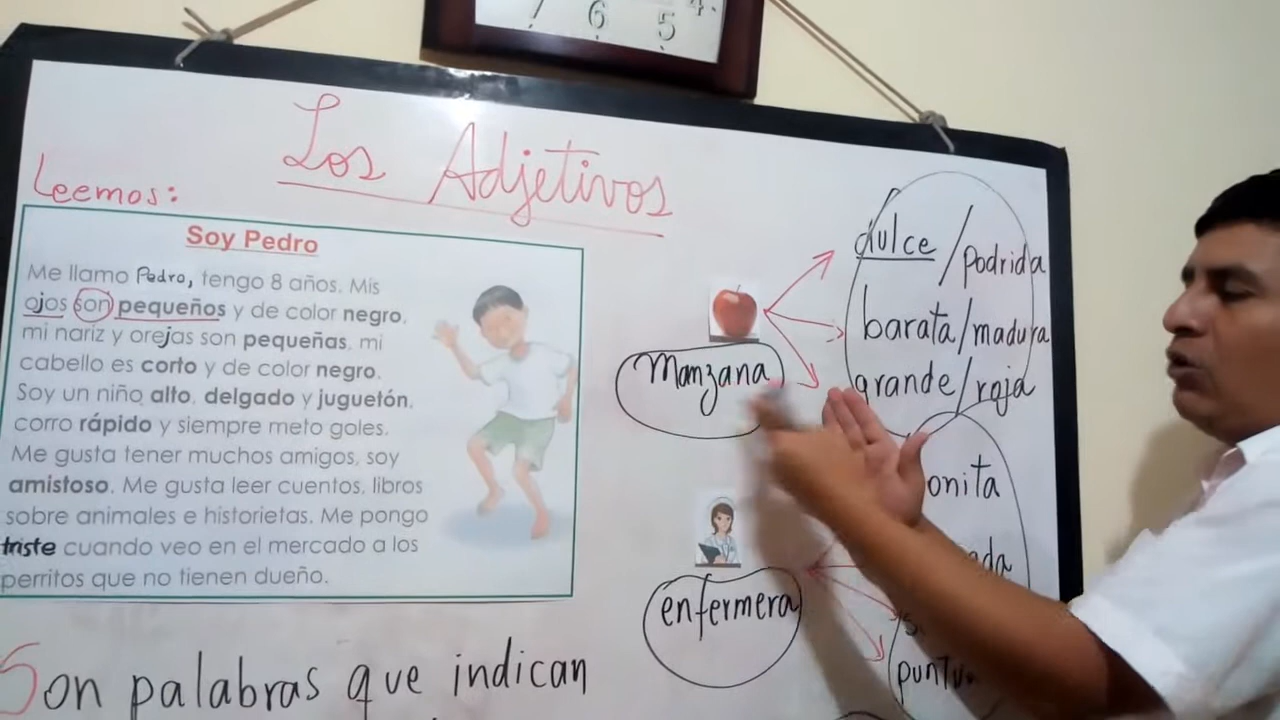 7 6 5 4.
Los Adjetivos
Leemos:
Soy Pedro
Me llamo Pedro, tengo 8 años. Mis
ojos son pequeños y de color negro,
mi nariz y orejas son pequeñas, mi
cabello es corto y de color negro.
Soy un niño alto, delgado y juguetón,
corro rápido y siempre meto goles.
Me gusta tener muchos amigos, soy
amistoso. Me gusta leer cuentos, libros
sobre animales e historietas. Me pongo
triste cuando veo en el mercado a los
perritos que no tienen dueño.
Son palabras que indican
manzana
dulce / podrida
barata / madura
grande / roja
enfermera